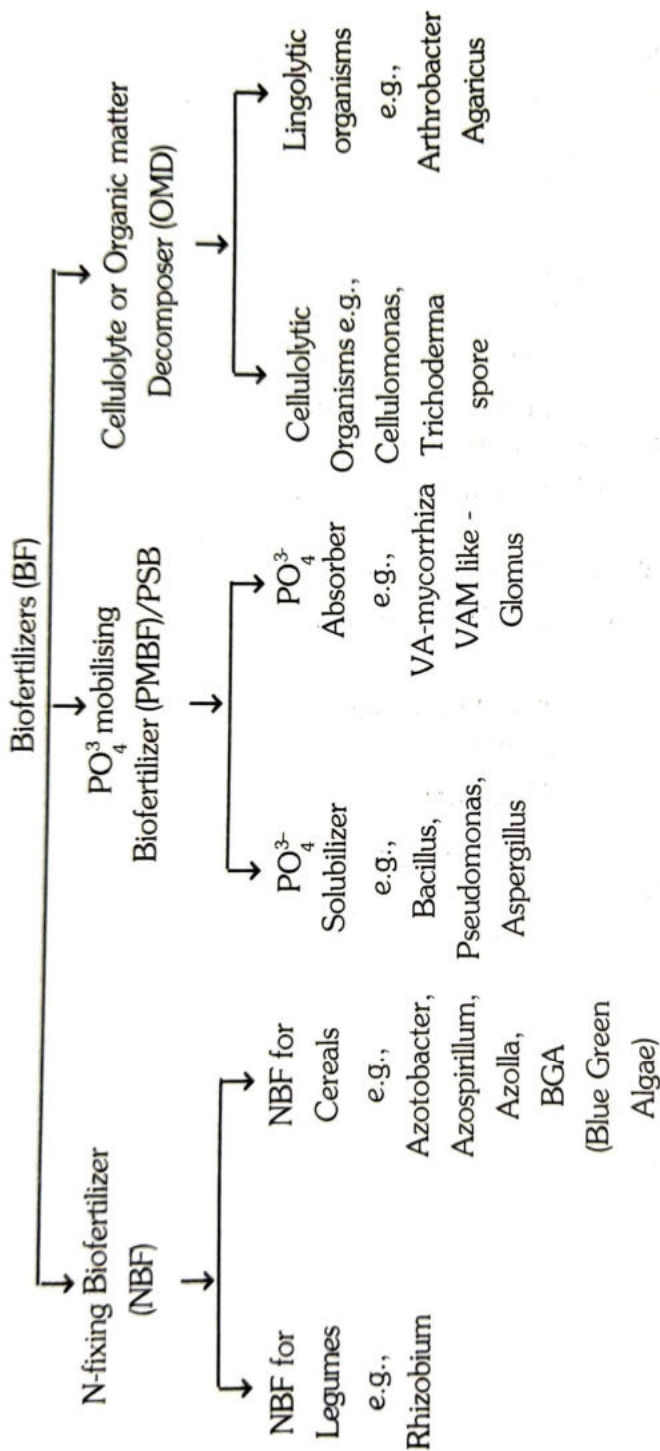 Biofertilizers (BF)
N-fixing Biofertilizer
(NBF)
NBF for
Legumes
e.g.,
Rhizobium
NBF for
Cereals
e.g.,
Azotobacter,
Azospirillum,
Azolla,
BGA
(Blue Green
Algae)
PO₄³ mobilising
Biofertilizer (PMBF)/PSB
PO₄³⁻
Solubilizer
e.g.,
Bacillus,
Pseudomonas,
Aspergillus
PO₄³⁻
Absorber
e.g.,
VA-mycorrhiza
VAM like -
Glomus
Cellulolyte or Organic matter
Decomposer (OMD)
Cellulolytic
Organisms e.g.,
Cellulomonas,
Trichoderma
spore
Lingolytic
organisms
e.g.,
Arthrobacter
Agaricus